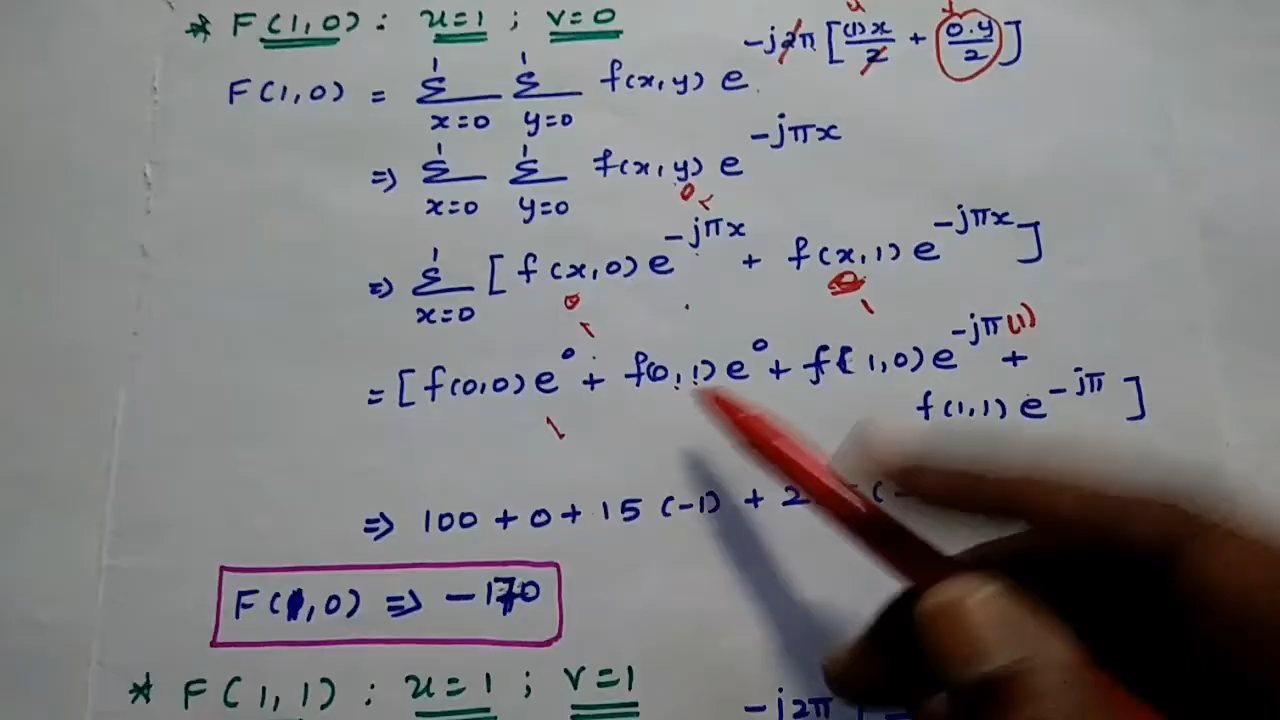 * F(1,0): u=1 ; v=0
F(1,0) = Σ_{x=0}^{1} Σ_{y=0}^{1} f(x,y) e^{-j2π[(1)x/2 + 0.y/2]}
⇒ Σ_{x=0}^{1} Σ_{y=0}^{1} f(x,y) e^{-jπx}
⇒ Σ_{x=0}^{1} [f(x,0)e^{-jπx} + f(x,1)e^{-jπx}]
= [f(0,0)e^0 + f(0,1)e^0 + f(1,0)e^{-jπ(1)} +
f(1,1)e^{-jπ}]
⇒ 100 + 0 + 15(-1) + 2
F(1,0) ⇒ -170
* F(1,1): u=1 ; v=1
-j2π